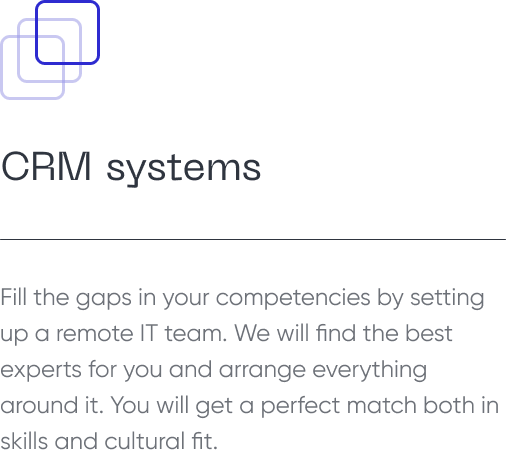 CRM systems
Fill the gaps in your competencies by setting
up a remote IT team. We will find the best
experts for you and arrange everything
around it. You will get a perfect match both in
skills and cultural fit.